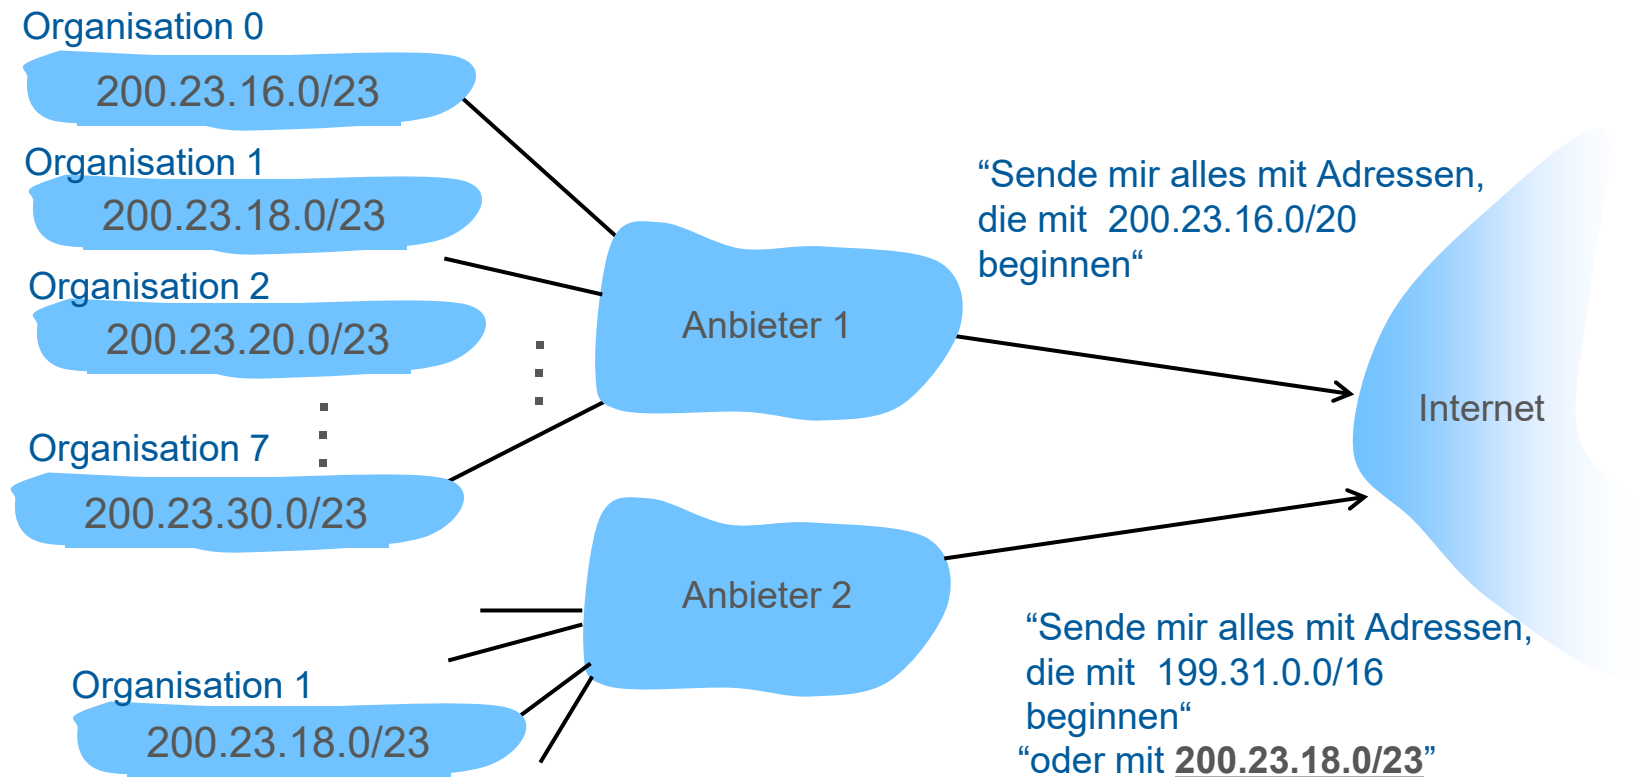 Organisation 0
200.23.16.0/23
Organisation 1
200.23.18.0/23
Organisation 2
200.23.20.0/23
Organisation 7
200.23.30.0/23
Anbieter 1
“Sende mir alles mit Adressen,
die mit 200.23.16.0/20
beginnen“
Internet
Anbieter 2
Organisation 1
200.23.18.0/23
“Sende mir alles mit Adressen,
die mit 199.31.0.0/16
beginnen“
“oder mit 200.23.18.0/23”